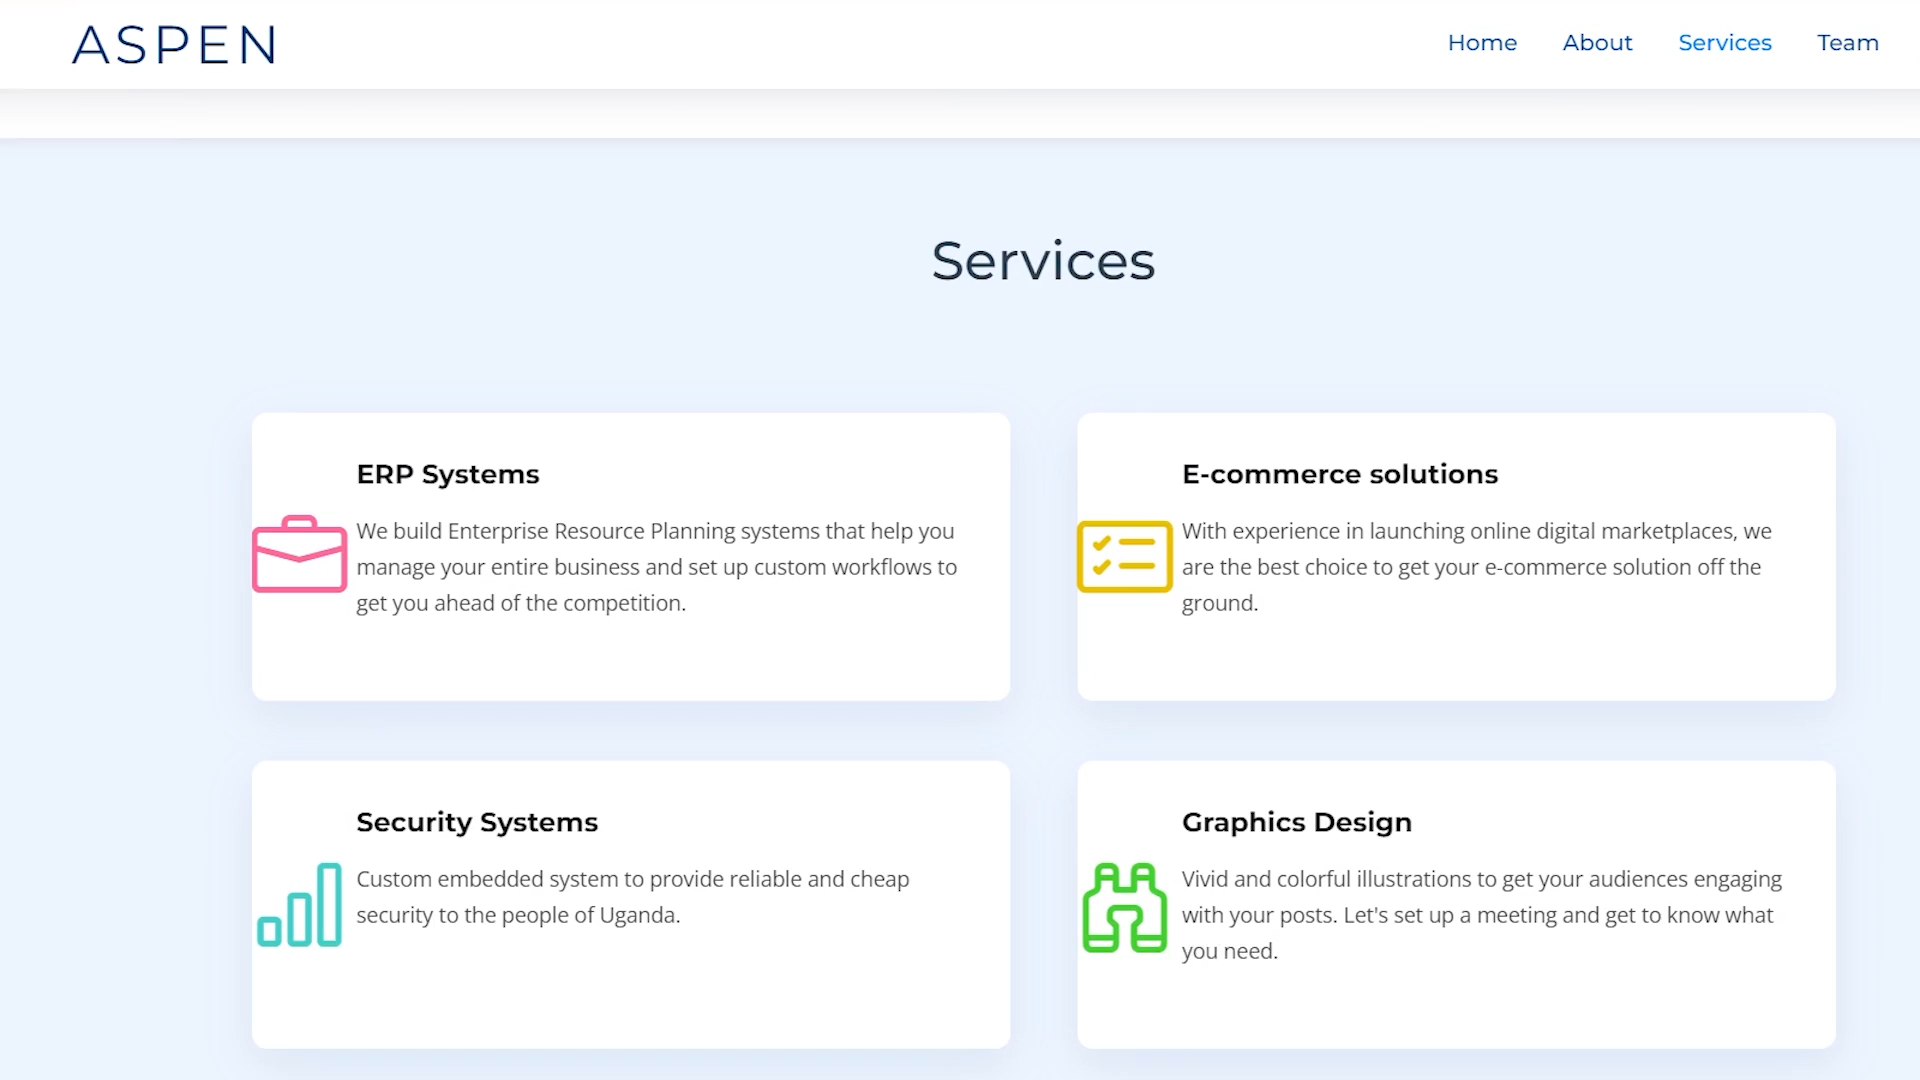 ASPEN
Home About Services Team
Services
ERP Systems
We build Enterprise Resource Planning systems that help you
manage your entire business and set up custom workflows to
get you ahead of the competition.
E-commerce solutions
With experience in launching online digital marketplaces, we
are the best choice to get your e-commerce solution off the
ground.
Security Systems
Custom embedded system to provide reliable and cheap
security to the people of Uganda.
Graphics Design
Vivid and colorful illustrations to get your audiences engaging
with your posts. Let's set up a meeting and get to know what
you need.